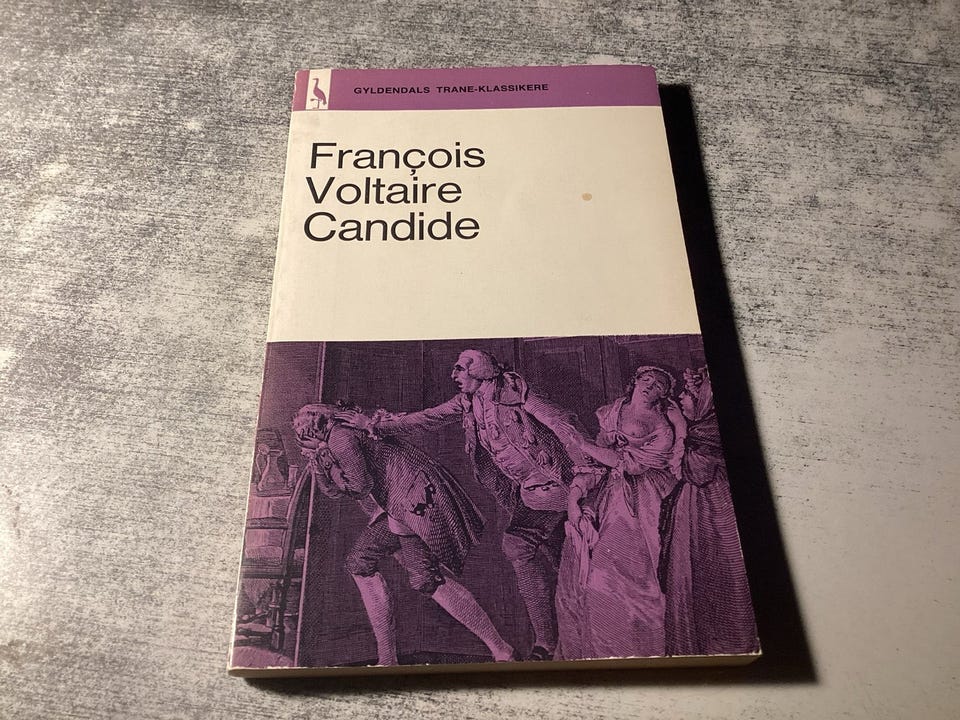 GYLDENDALS TRANE-KLASSIKERE
François
Voltaire
Candide